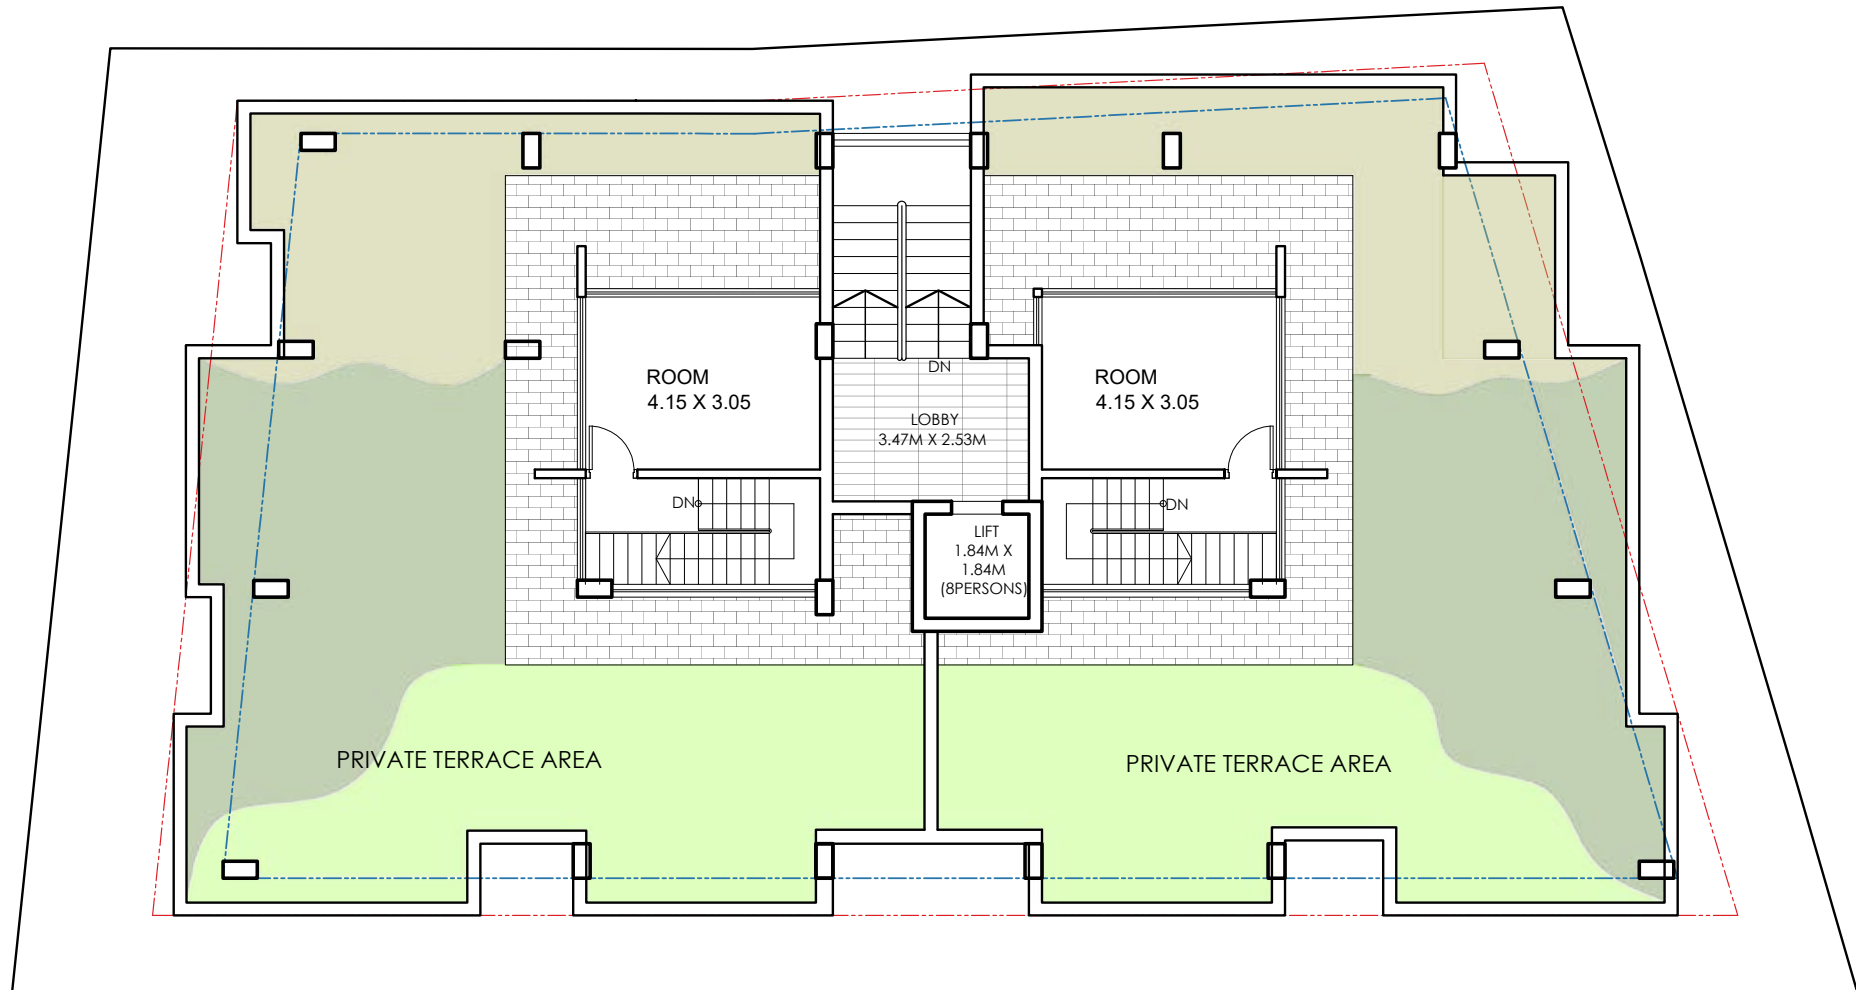 ROOM
4.15 X 3.05
DN
ROOM
4.15 X 3.05
LOBBY
3.47M X 2.53M
DN
DN
LIFT
1.84M X
1.84M
(8PERSONS)
PRIVATE TERRACE AREA
PRIVATE TERRACE AREA